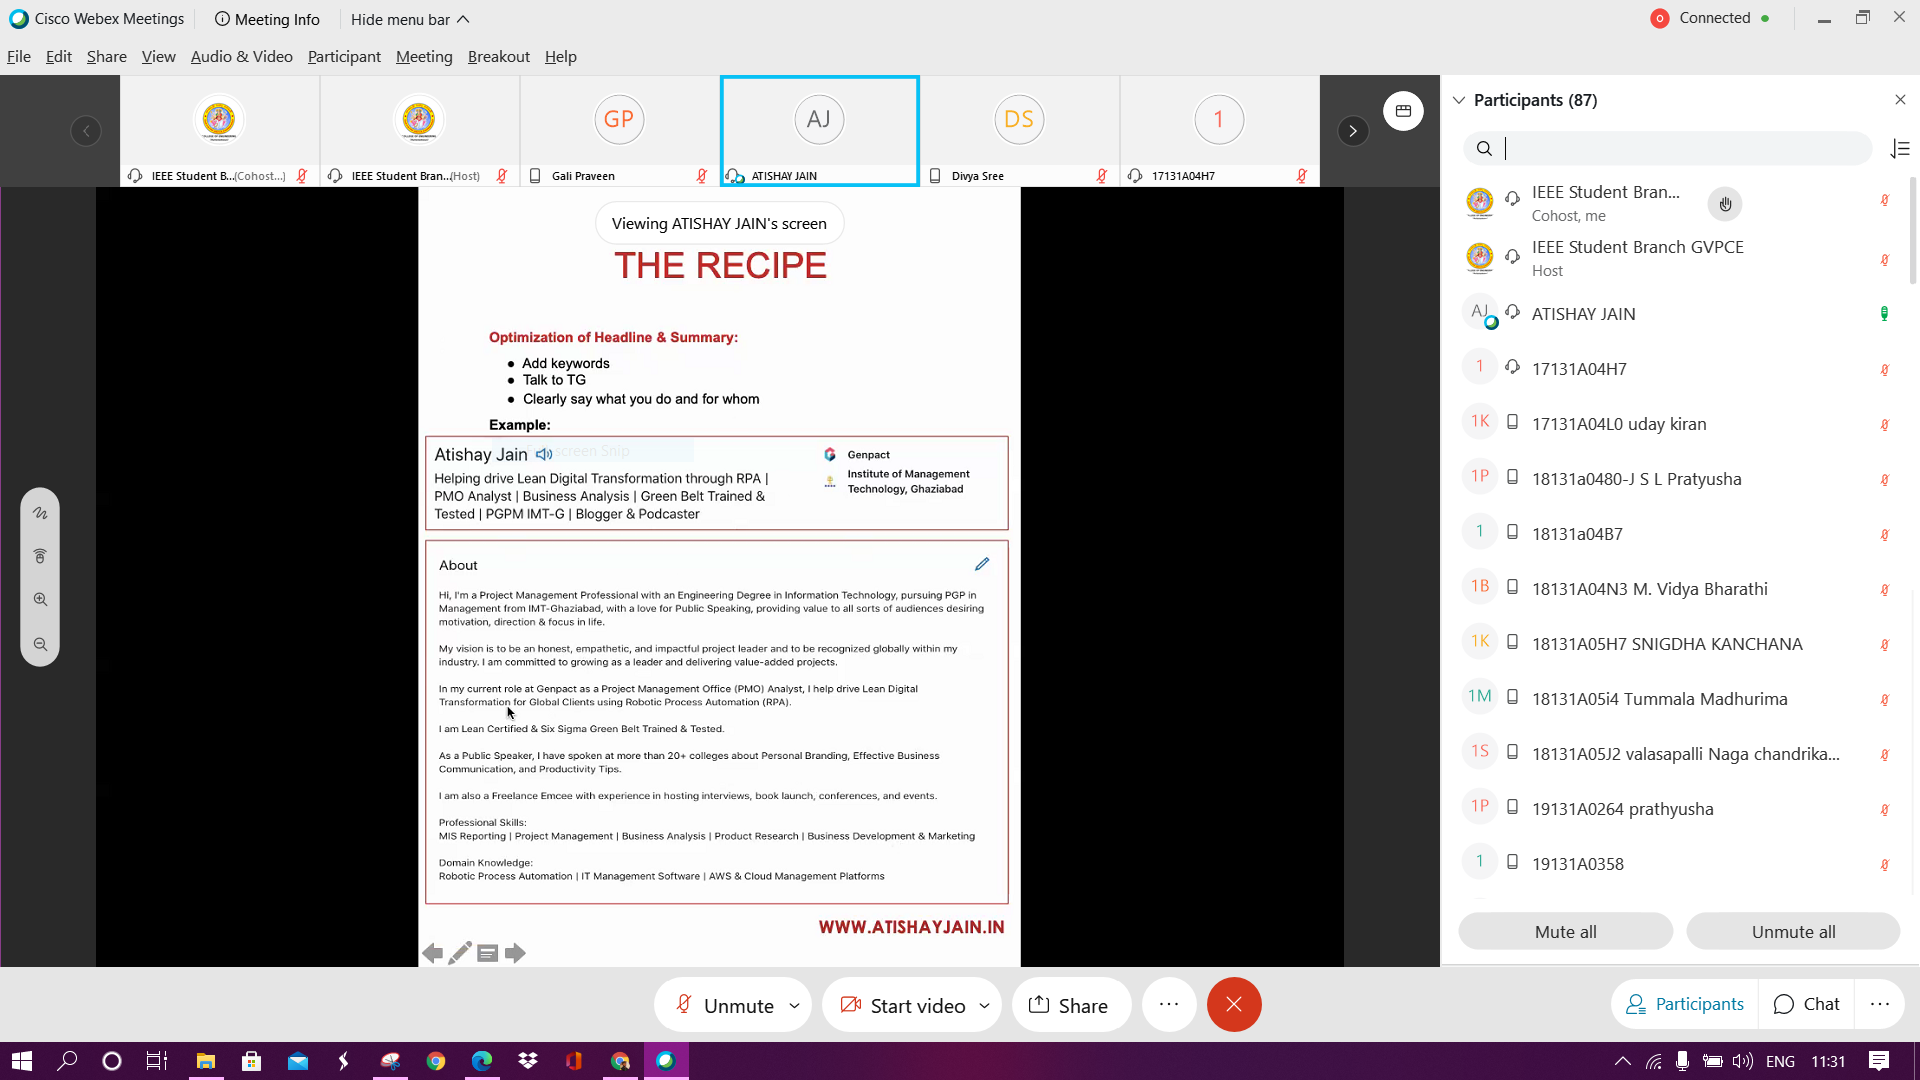 Cisco Webex Meetings
Meeting Info
Hide menu bar
Connected
File Edit Share View Audio & Video Participant Meeting Breakout Help
GP
AJ
DS
1
IEEE Student B...(Cohost...)
IEEE Student Bran...(Host)
Gali Praveen
ATISHAY JAIN
Divya Sree
17131A04H7
Viewing ATISHAY JAIN's screen
THE RECIPE
Optimization of Headline & Summary:
● Add keywords
● Talk to TG
● Clearly say what you do and for whom
Example:
Atishay Jain
Helping drive Lean Digital Transformation through RPA |
PMO Analyst | Business Analysis | Green Belt Trained &
Tested | PGPM IMT-G | Blogger & Podcaster
Genpact
Institute of Management
Technology, Ghaziabad
About
Hi, I'm a Project Management Professional with an Engineering Degree in Information Technology, pursuing PGP in
Management from IMT-Ghaziabad, with a love for Public Speaking, providing value to all sorts of audiences desiring
motivation, direction & focus in life.
My vision is to be an honest, empathetic, and impactful project leader and to be recognized globally within my
industry. I am committed to growing as a leader and delivering value-added projects.
In my current role at Genpact as a Project Management Office (PMO) Analyst, I help drive Lean Digital
Transformation for Global Clients using Robotic Process Automation (RPA).
I am Lean Certified & Six Sigma Green Belt Trained & Tested.
As a Public Speaker, I have spoken at more than 20+ colleges about Personal Branding, Effective Business
Communication, and Productivity Tips.
I am also a Freelance Emcee with experience in hosting interviews, book launch, conferences, and events.
Professional Skills:
MIS Reporting | Project Management | Business Analysis | Product Research | Business Development & Marketing
Domain Knowledge:
Robotic Process Automation | IT Management Software | AWS & Cloud Management Platforms
WWW.ATISHAYJAIN.IN
Participants (87)
IEEE Student Bran...
Cohost, me
IEEE Student Branch GVPCE
Host
AJ ATISHAY JAIN
1 17131A04H7
1K 17131A04L0 uday kiran
1P 18131a0480-J S L Pratyusha
1 18131a04B7
1B 18131A04N3 M. Vidya Bharathi
1K 18131A05H7 SNIGDHA KANCHANA
1M 18131A05i4 Tummala Madhurima
1S 18131A05J2 valasapalli Naga chandrika...
1P 19131A0264 prathyusha
1 19131A0358
Mute all
Unmute all
Unmute
Start video
Share
Participants
Chat
ENG
11:31